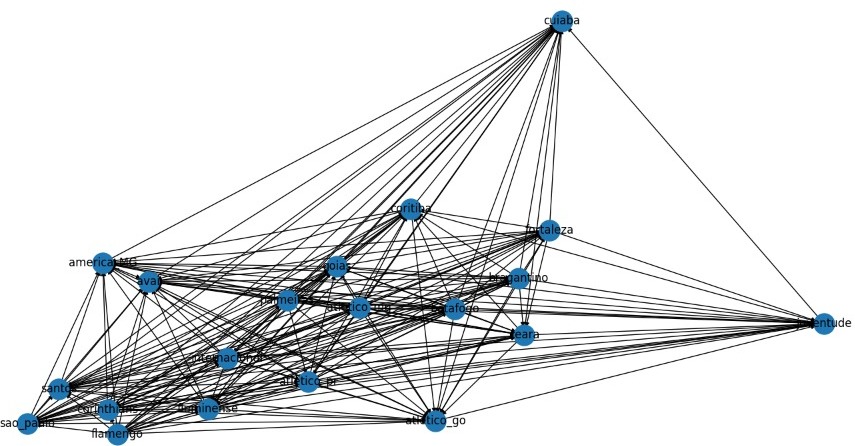 cuiaba
coritiba
fortaleza
america_MG
goias
avai
bragantino
palmeiras
atletico_mg
botafogo
ceara
juventude
internacional
atletico_pr
santos
corinthians
fluminense
sao_paulo
atletico_go
flamengo